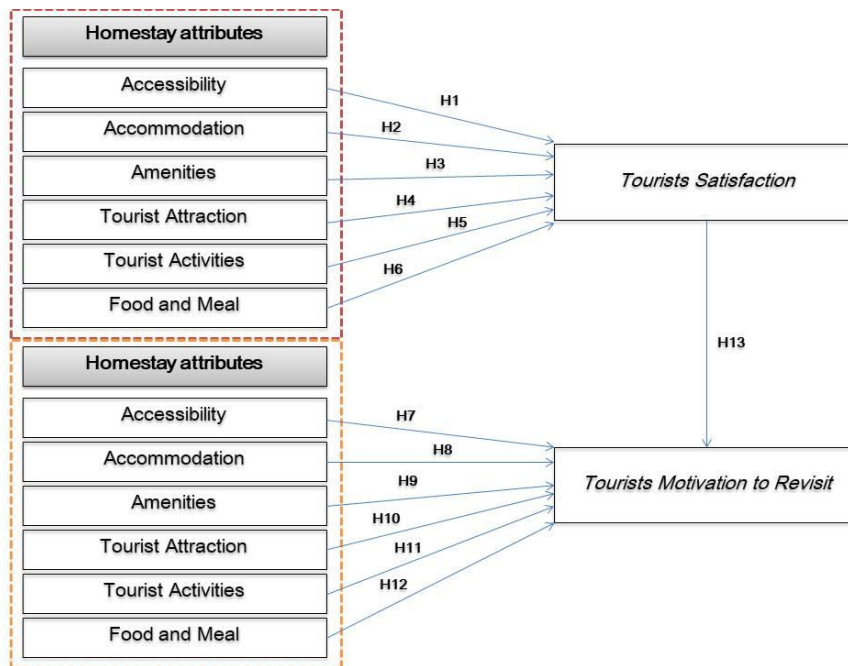 Homestay attributes
Accessibility
Accommodation
Amenities
Tourist Attraction
Tourist Activities
Food and Meal
H1
H2
H3
H4
H5
H6
Tourists Satisfaction
H13
Homestay attributes
Accessibility
Accommodation
Amenities
Tourist Attraction
Tourist Activities
Food and Meal
H7
H8
H9
H10
H11
H12
Tourists Motivation to Revisit